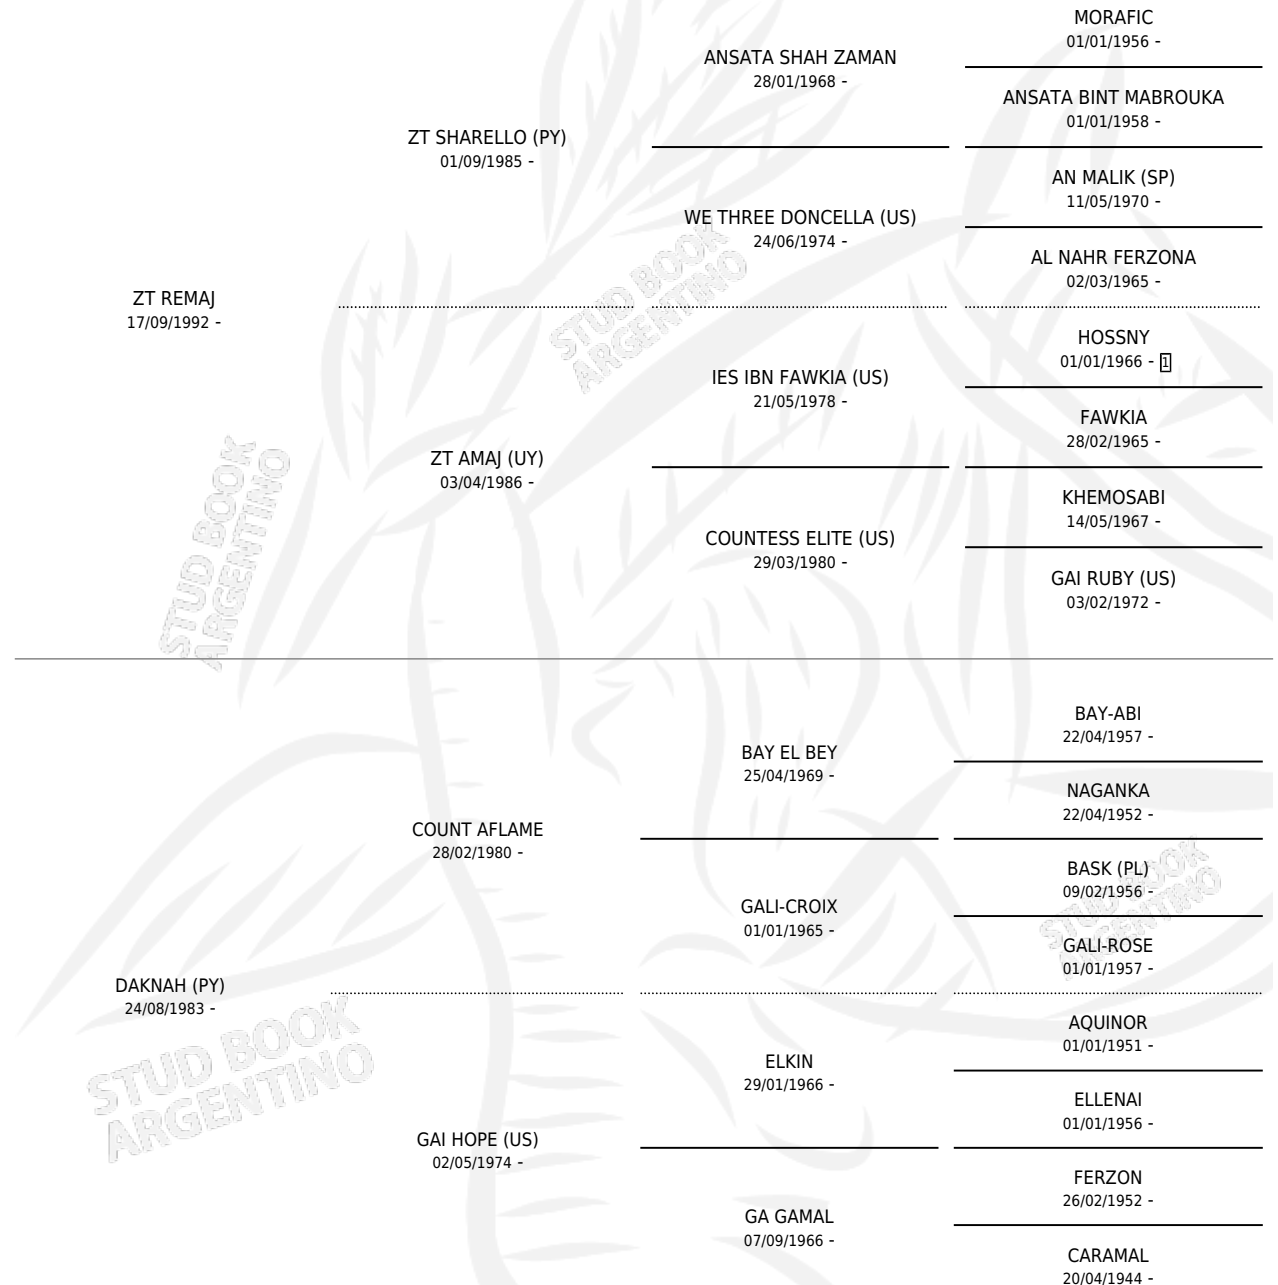 MORAFIC
01/01/1956 -
ANSATA SHAH ZAMAN
28/01/1968 -
ANSATA BINT MABROUKA
01/01/1958 -
ZT SHARELLO (PY)
01/09/1985 -
AN MALIK (SP)
11/05/1970 -
WE THREE DONCELLA (US)
24/06/1974 -
AL NAHR FERZONA
02/03/1965 -
ZT REMAJ
17/09/1992 -
STUD BOOK
ARGENTINO
HOSSNY
01/01/1966 - 1
IES IBN FAWKIA (US)
21/05/1978 -
FAWKIA
28/02/1965 -
ZT AMAJ (UY)
03/04/1986 -
KHEMOSABI
14/05/1967 -
COUNTESS ELITE (US)
29/03/1980 -
GAI RUBY (US)
03/02/1972 -
STUD BOOK
ARGENTINO
BAY-ABI
22/04/1957 -
BAY EL BEY
25/04/1969 -
NAGANKA
22/04/1952 -
COUNT AFLAME
28/02/1980 -
BASK (PL)
09/02/1956 -
GALI-CROIX
01/01/1965 -
STUD BOOK
ARGENTINO
GALI-ROSE
01/01/1957 -
DAKNAH (PY)
24/08/1983 -
AQUINOR
01/01/1951 -
ELKIN
29/01/1966 -
STUD BOOK
ARGENTINO
ELLENAI
01/01/1956 -
GAI HOPE (US)
02/05/1974 -
FERZON
26/02/1952 -
GA GAMAL
07/09/1966 -
CARAMAL
20/04/1944 -